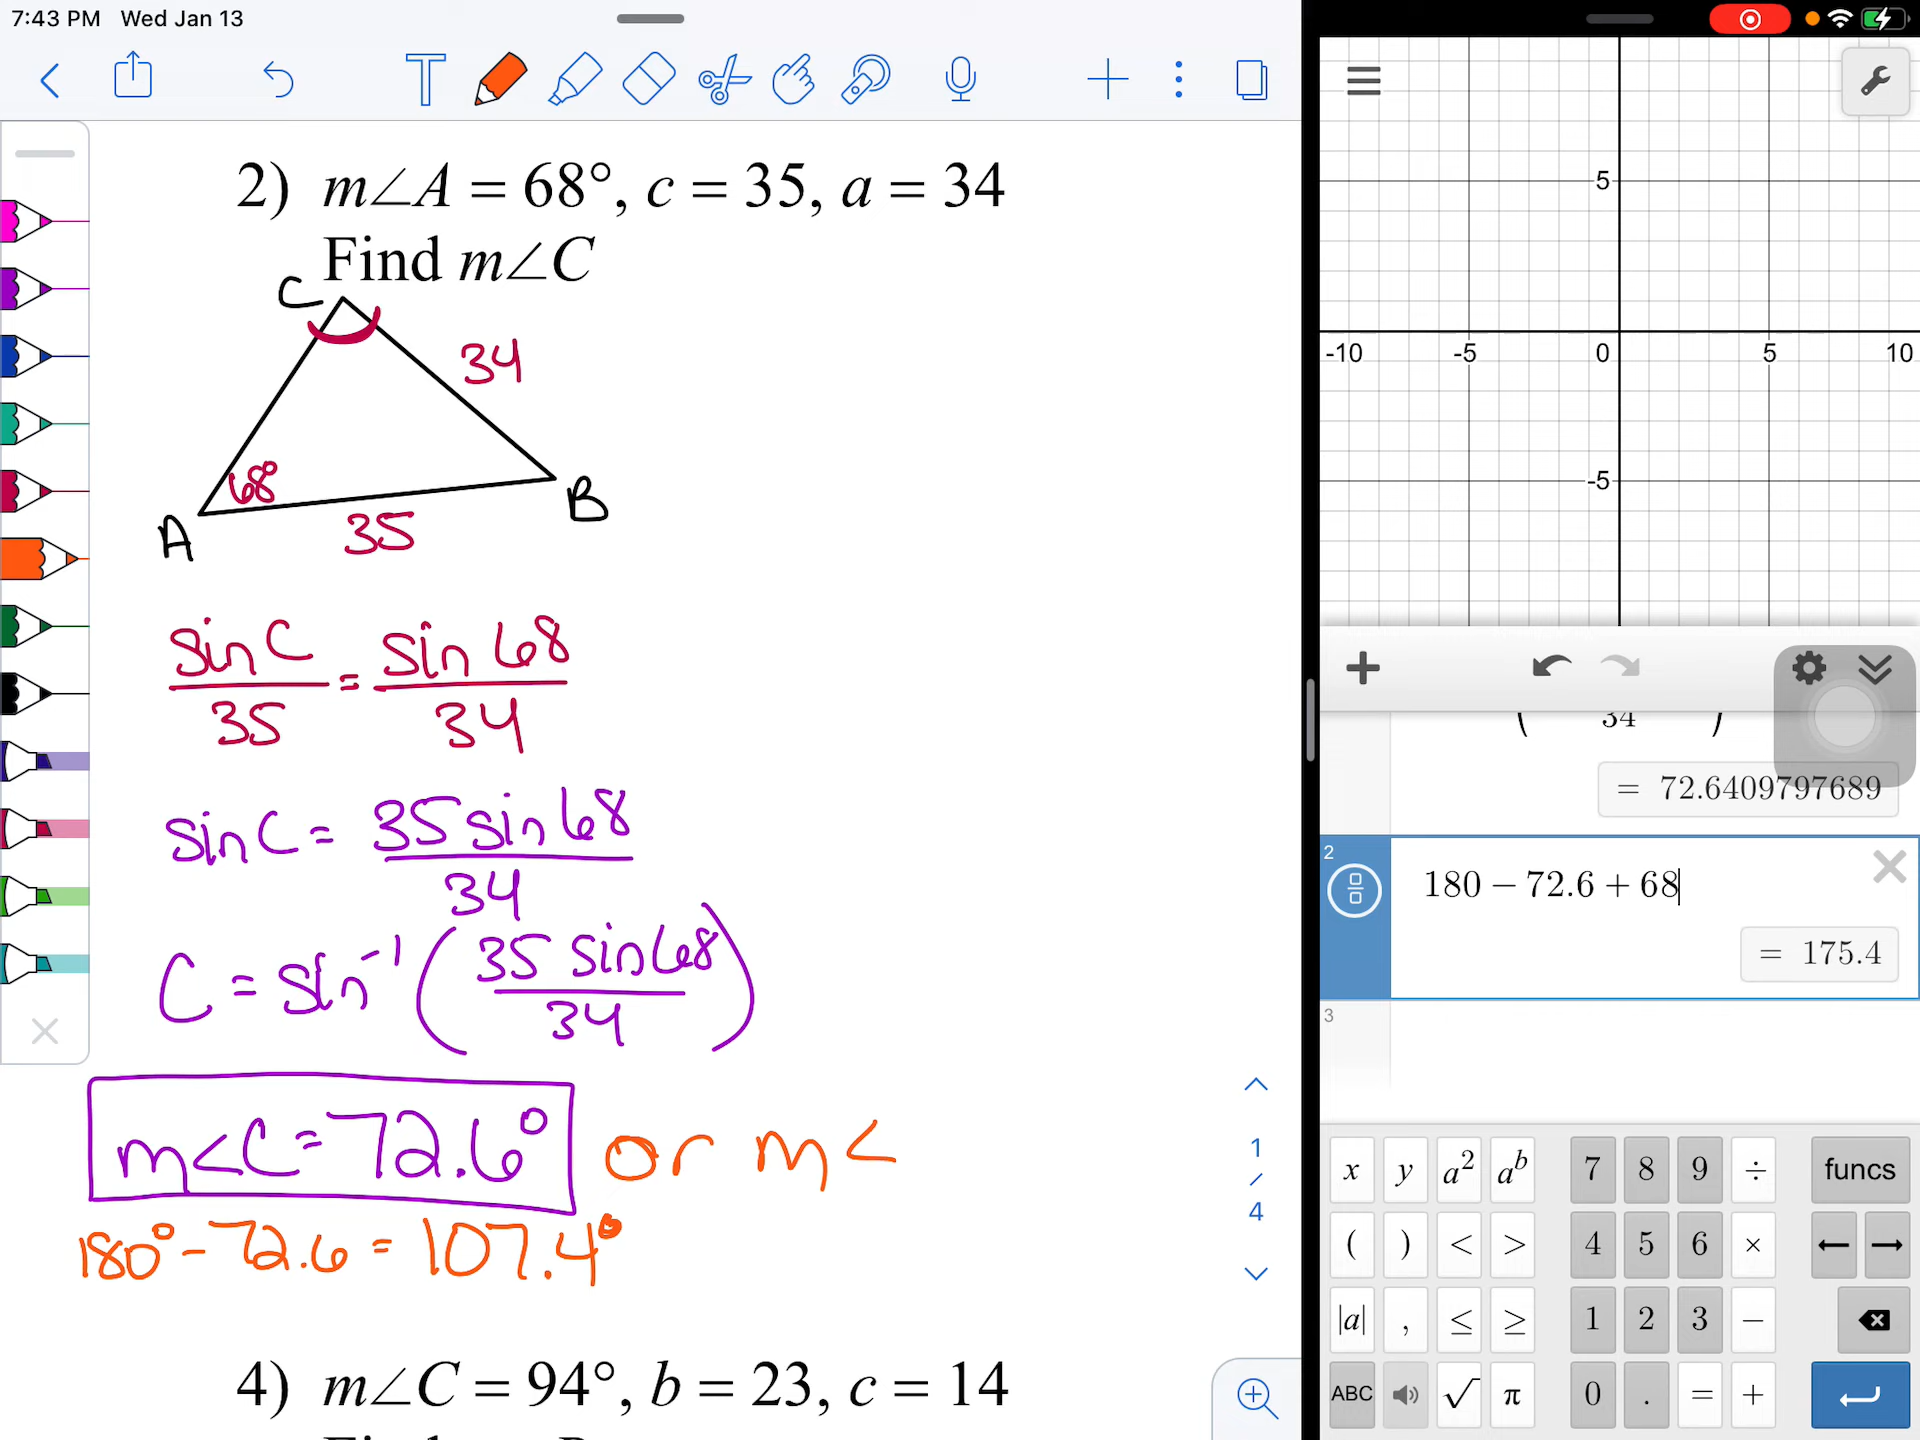 7:43 PM Wed Jan 13
2) m∠A = 68°, c = 35, a = 34
Find m∠C
C
34
68°
A
B
35
sin C / 35 = sin 68 / 34
sin C = 35 sin 68 / 34
C = sin⁻¹ (35 sin 68 / 34)
m<C = 72.6° or m<
180° - 72.6 = 107.4°
4) m∠C = 94°, b = 23, c = 14
1
/
4
5
-10 -5 0 5 10
-5
( 34 )
= 72.6409797689
2
180 − 72.6 + 68
= 175.4
3
x y a² aᵇ 7 8 9 ÷ funcs
( ) < > 4 5 6 × ← →
|a| , ≤ ≥ 1 2 3 −
ABC √ π 0 . = +